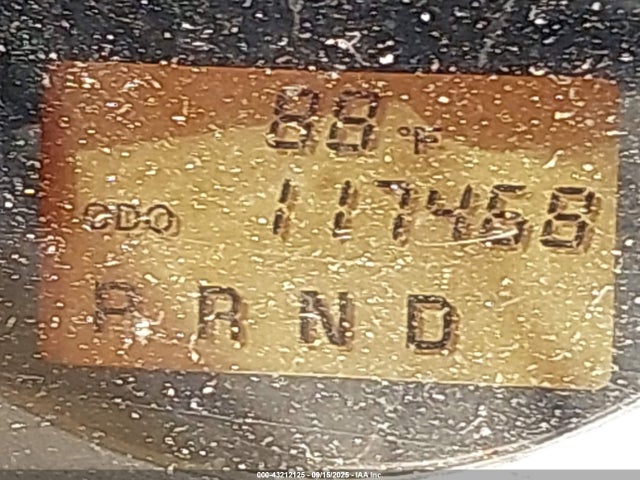 88 °F
ODO 117468
P R N D
000-43212125 - 09/15/2025 - IAA Inc.